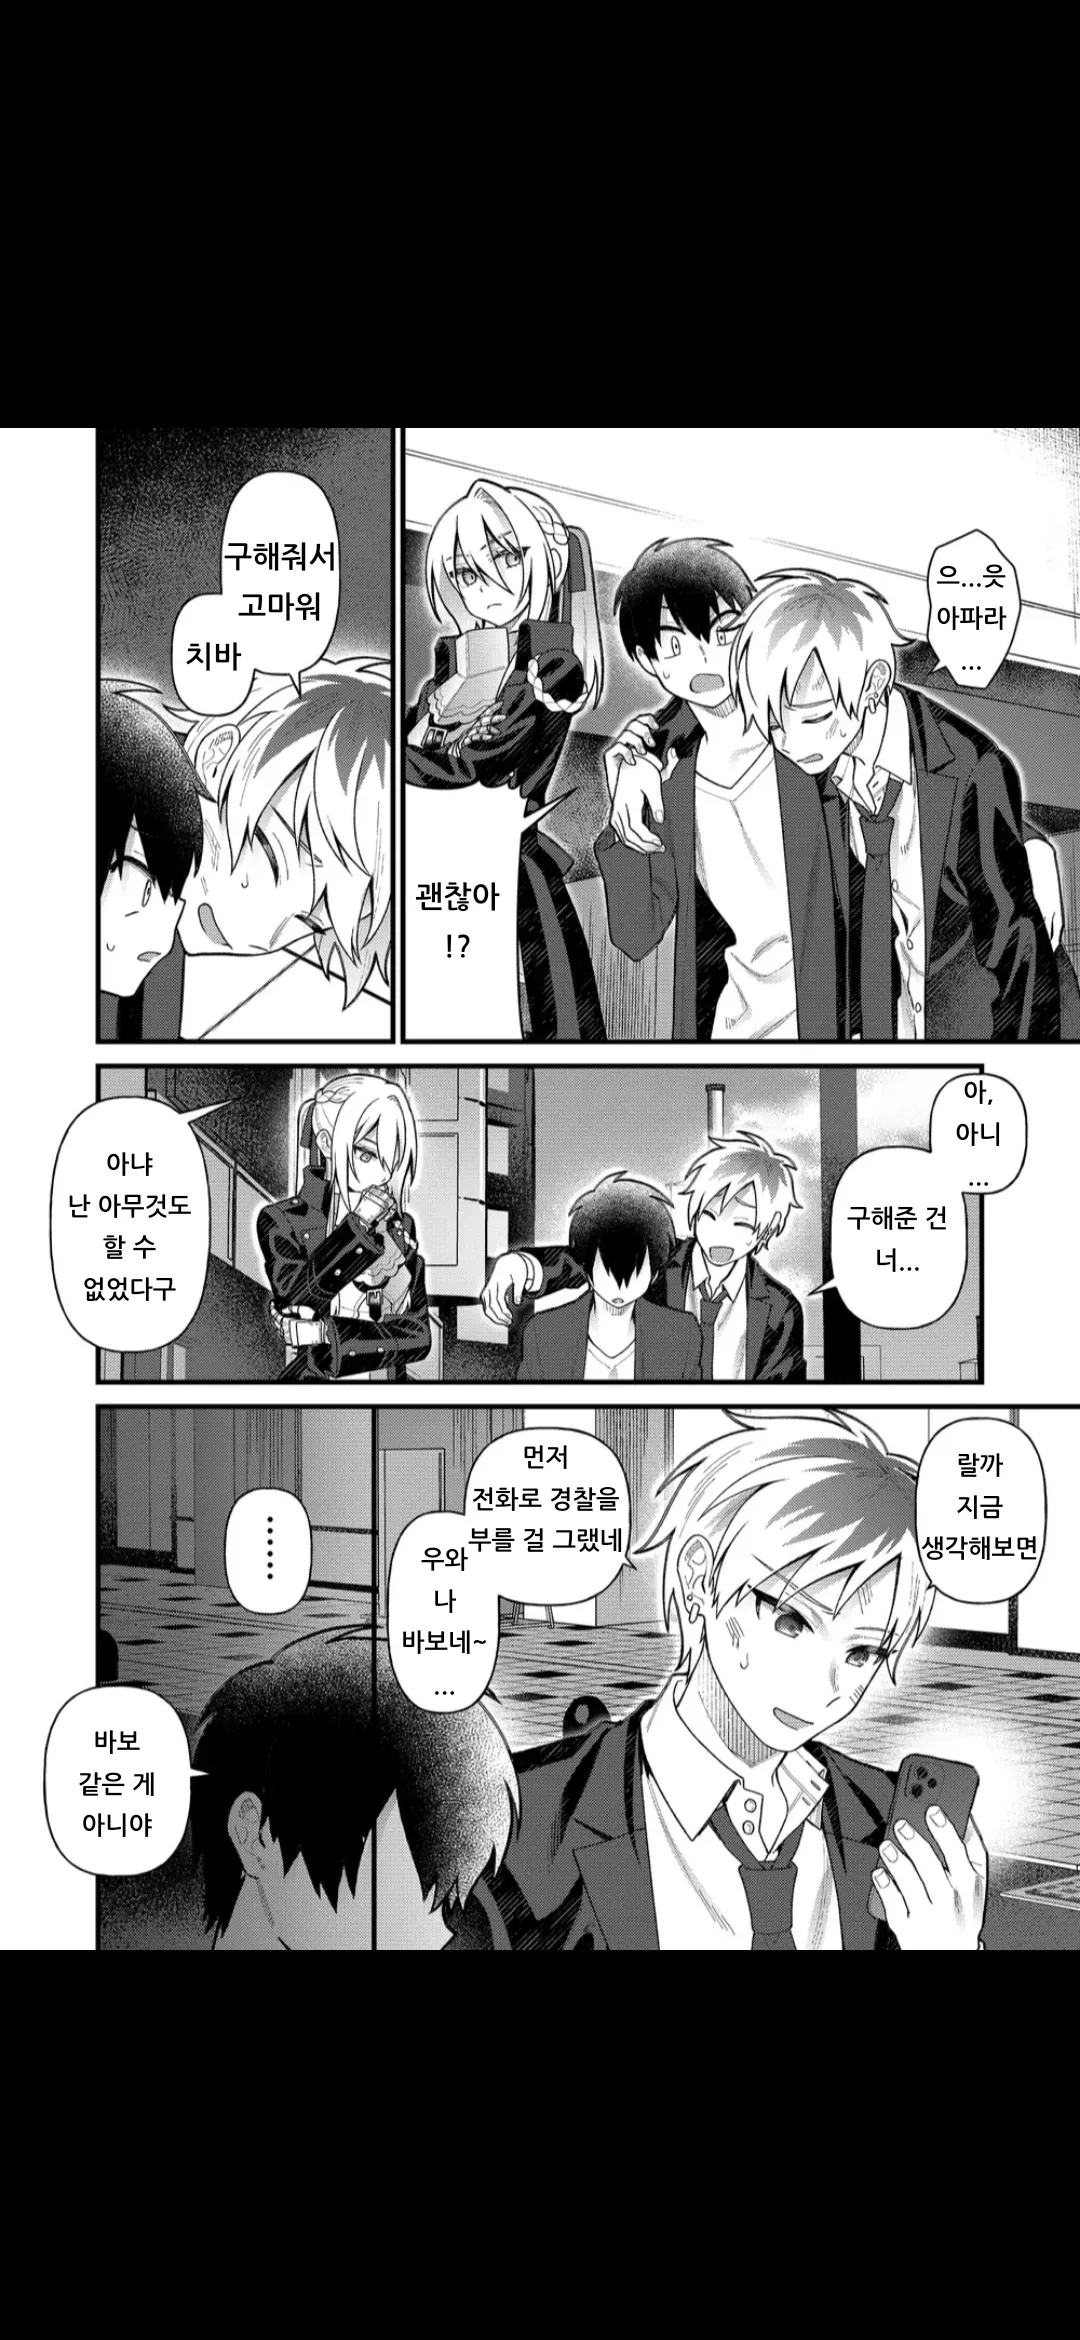 으…읏
아파라
…
괜찮아
!?
구해줘서
고마워
치바
아,
아니
…
구해준 건
너…
아냐
난 아무것도
할 수
없었다구
랄까
지금
생각해보면
먼저
전화로 경찰을
부를 걸 그랬네
우와
나
바보네~
…
……
바보
같은 게
아니야